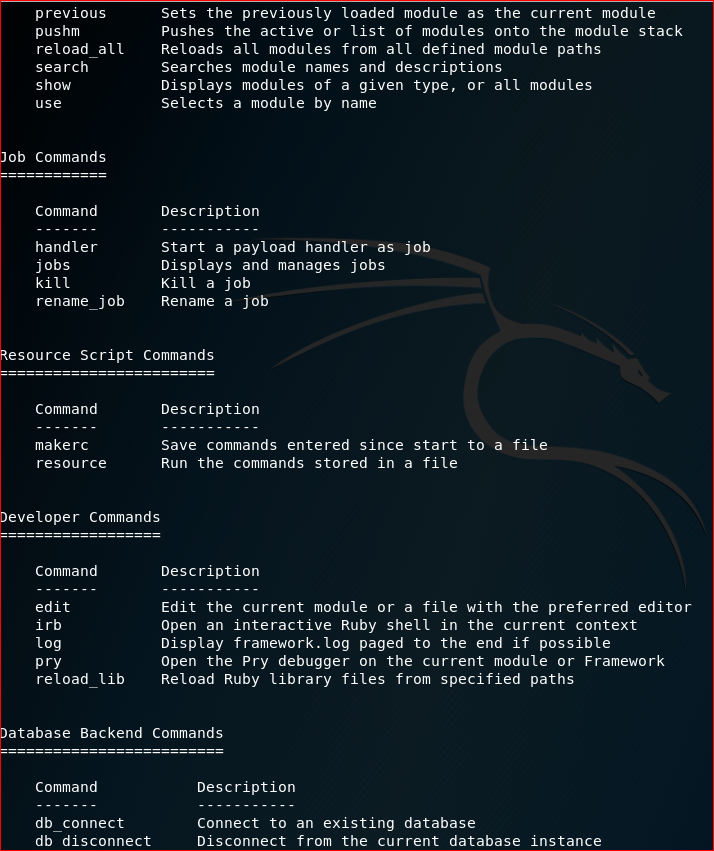 previous      Sets the previously loaded module as the current module
pushm         Pushes the active or list of modules onto the module stack
reload_all    Reloads all modules from all defined module paths
search        Searches module names and descriptions
show          Displays modules of a given type, or all modules
use           Selects a module by name
Job Commands
============
Command       Description
-------       -----------
handler       Start a payload handler as job
jobs          Displays and manages jobs
kill          Kill a job
rename_job    Rename a job
Resource Script Commands
========================
Command       Description
-------       -----------
makerc        Save commands entered since start to a file
resource      Run the commands stored in a file
Developer Commands
==================
Command       Description
-------       -----------
edit          Edit the current module or a file with the preferred editor
irb           Open an interactive Ruby shell in the current context
log           Display framework.log paged to the end if possible
pry           Open the Pry debugger on the current module or Framework
reload_lib    Reload Ruby library files from specified paths
Database Backend Commands
=========================
Command           Description
-------           -----------
db_connect        Connect to an existing database
db_disconnect     Disconnect from the current database instance